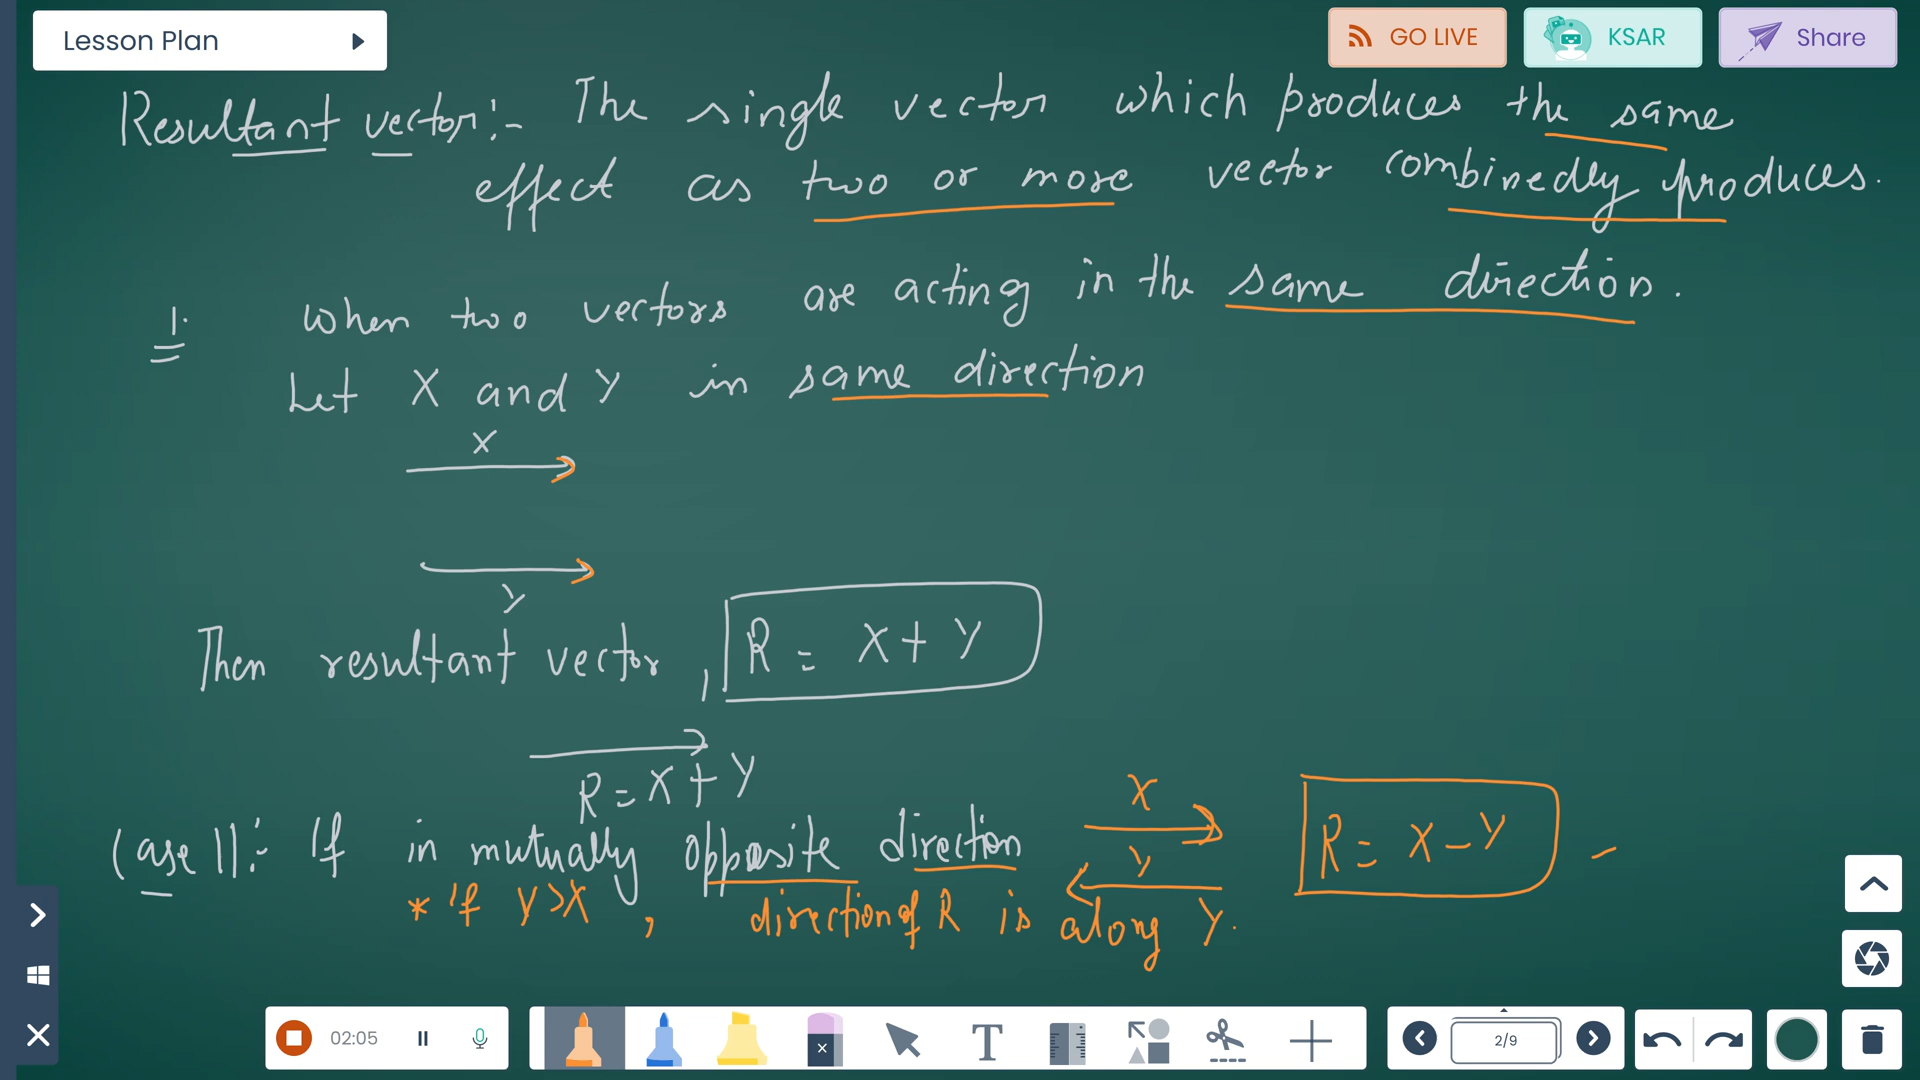 Lesson Plan
GO LIVE
KSAR
Share
Resultant vector:- The single vector which produces the same
effect as two or more vector combinedly produces.
1. When two vectors are acting in the same direction.
Let X and Y in same direction
X
Y
Then resultant vector, R = X + Y
R = X + Y
Case II:- If in mutually opposite direction
X
Y
R = X - Y
* If Y > X, direction of R is along Y.
02:05
T
2/9